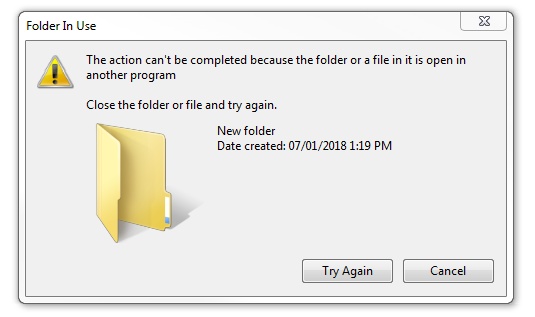 Folder In Use
The action can't be completed because the folder or a file in it is open in
another program
Close the folder or file and try again.
New folder
Date created: 07/01/2018 1:19 PM
Try Again
Cancel